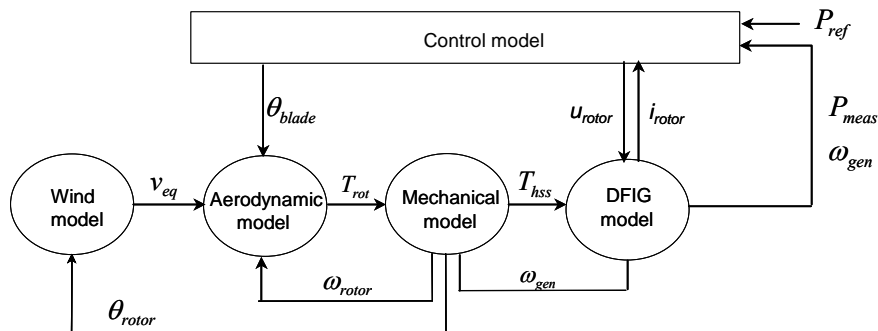 Control model
P_ref
θ_blade
u_rotor
i_rotor
P_meas
ω_gen
Wind
model
v_eq
Aerodynamic
model
T_rot
Mechanical
model
T_hss
DFIG
model
ω_rotor
ω_gen
θ_rotor